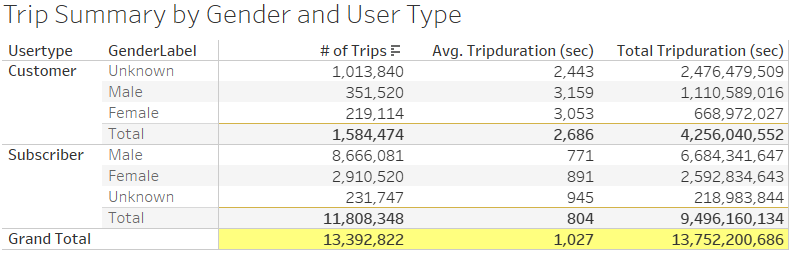 Trip Summary by Gender and User Type
Usertype GenderLabel # of Trips Avg. Tripduration (sec) Total Tripduration (sec)
Customer Unknown 1,013,840 2,443 2,476,479,509
Male 351,520 3,159 1,110,589,016
Female 219,114 3,053 668,972,027
Total 1,584,474 2,686 4,256,040,552
Subscriber Male 8,666,081 771 6,684,341,647
Female 2,910,520 891 2,592,834,643
Unknown 231,747 945 218,983,844
Total 11,808,348 804 9,496,160,134
Grand Total 13,392,822 1,027 13,752,200,686